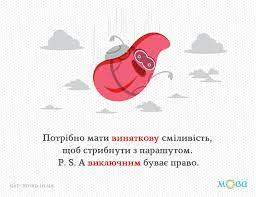 Потрібно мати виняткову сміливість,
щоб стрибнути з парашутом.
P. S. А виключним буває право.
мова